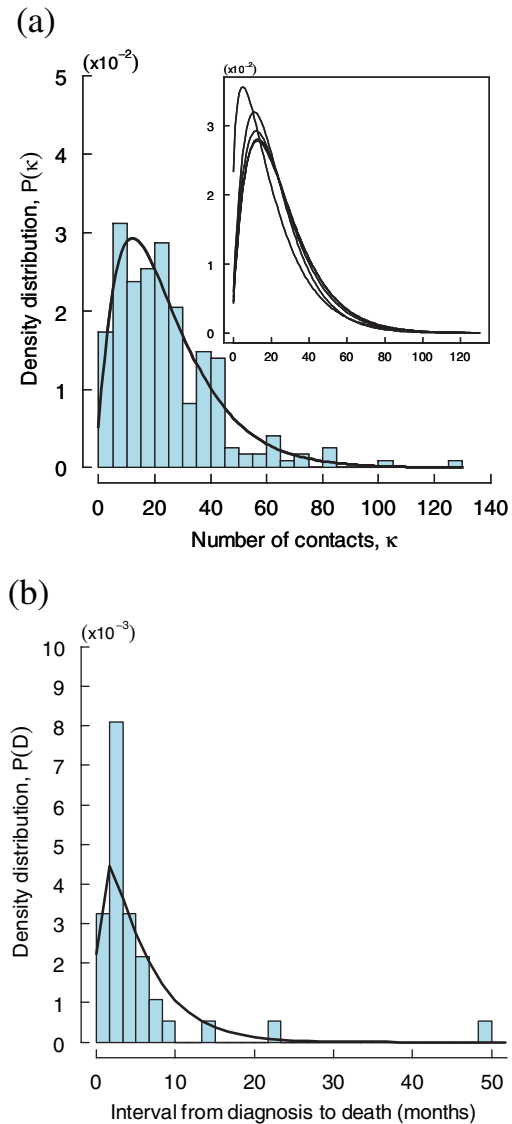 (a)
(x10⁻²)
5
4
3
2
1
0
Density distribution, P(κ)
0 20 40 60 80 100 120 140
Number of contacts, κ
(x10⁻²)
3
2
1
0
0 20 40 60 80 100 120
(b)
(x10⁻³)
10
9
8
7
6
5
4
3
2
1
0
Density distribution, P(D)
0 10 20 30 40 50
Interval from diagnosis to death (months)